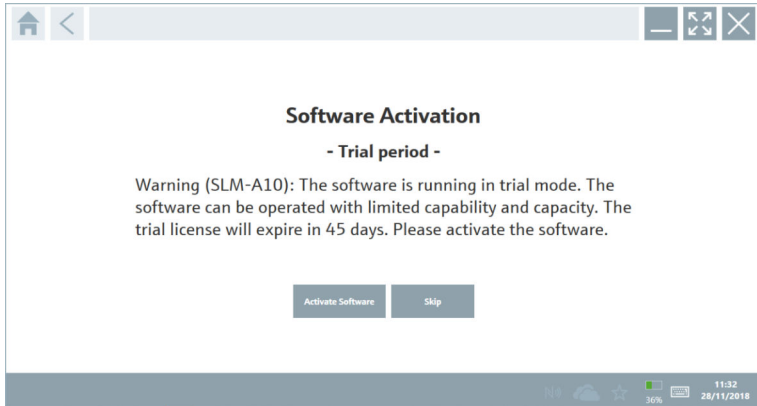 Software Activation
- Trial period -
Warning (SLM-A10): The software is running in trial mode. The
software can be operated with limited capability and capacity. The
trial license will expire in 45 days. Please activate the software.
Activate Software
Skip
11:32
36%
28/11/2018